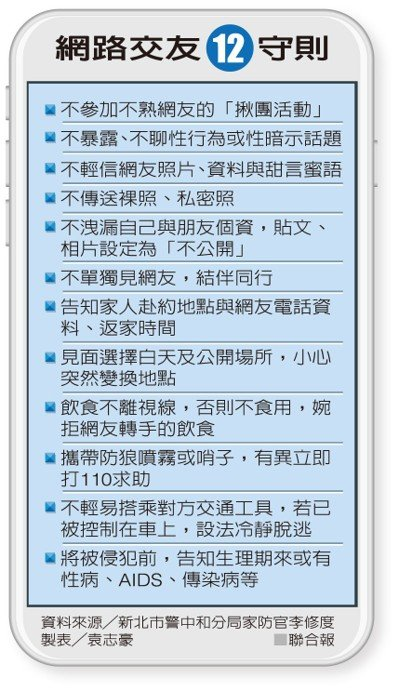 網路交友12守則
不參加不熟網友的「揪團活動」
不暴露、不聊性行為或性暗示話題
不輕信網友照片、資料與甜言蜜語
不傳送裸照、私密照
不洩漏自己與朋友個資，貼文、
相片設定為「不公開」
不單獨見網友，結伴同行
告知家人赴約地點與網友電話資
料、返家時間
見面選擇白天及公開場所，小心
突然變換地點
飲食不離視線，否則不食用，婉
拒網友轉手的飲食
攜帶防狼噴霧或哨子，有異立即
打110求助
不輕易搭乘對方交通工具，若已
被控制在車上，設法冷靜脫逃
將被侵犯前，告知生理期來或有
性病、AIDS、傳染病等
資料來源／新北市警中和分局家防官李修度
製表／袁志豪 ■聯合報